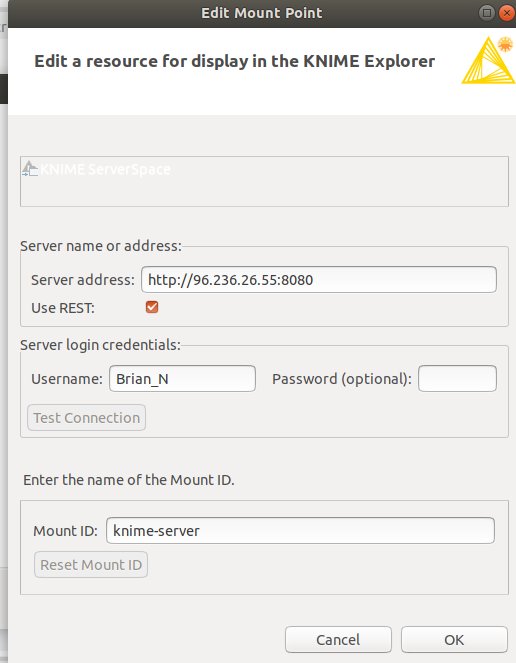 Edit Mount Point
Edit a resource for display in the KNIME Explorer
KNIME ServerSpace
Server name or address:
Server address: http://96.236.26.55:8080
Use REST:
Server login credentials:
Username: Brian_N Password (optional):
Test Connection
Enter the name of the Mount ID.
Mount ID: knime-server
Reset Mount ID
Cancel OK